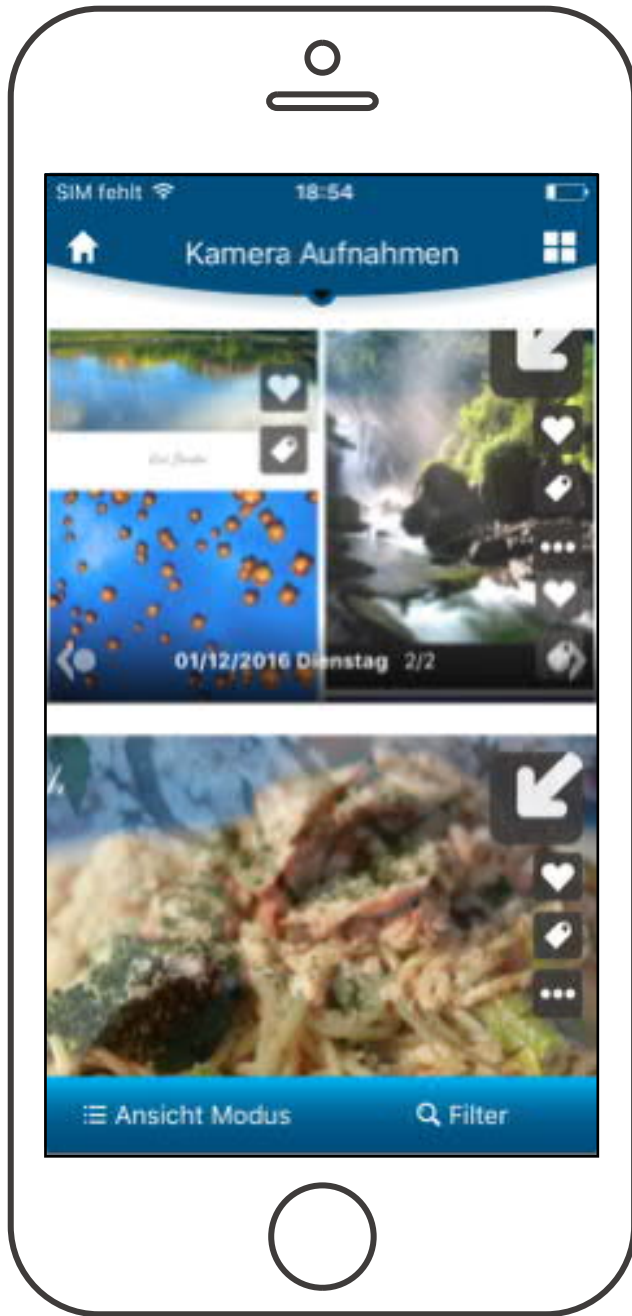 SIM fehlt 18:54
Kamera Aufnahmen
01/12/2016 Dienstag 2/2
Ansicht Modus Filter